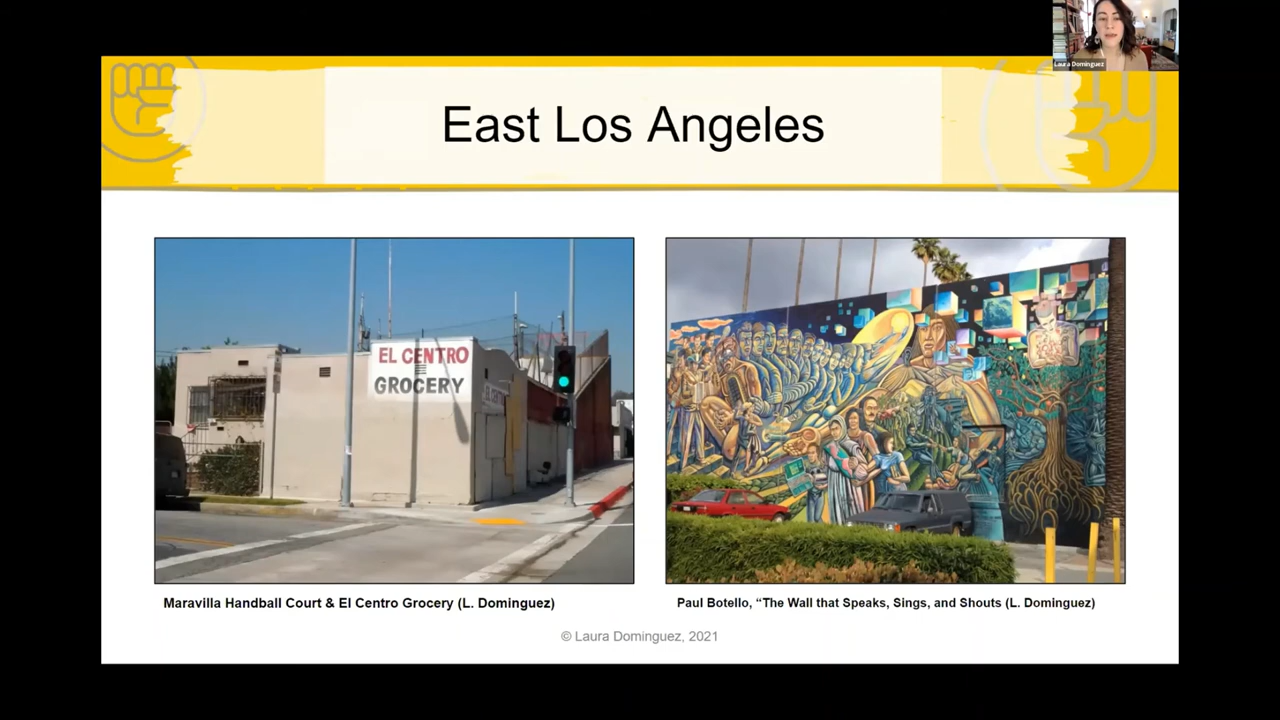 Laura Dominguez
East Los Angeles
EL CENTRO
GROCERY
Maravilla Handball Court & El Centro Grocery (L. Dominguez)
Paul Botello, “The Wall that Speaks, Sings, and Shouts (L. Dominguez)
© Laura Dominguez, 2021